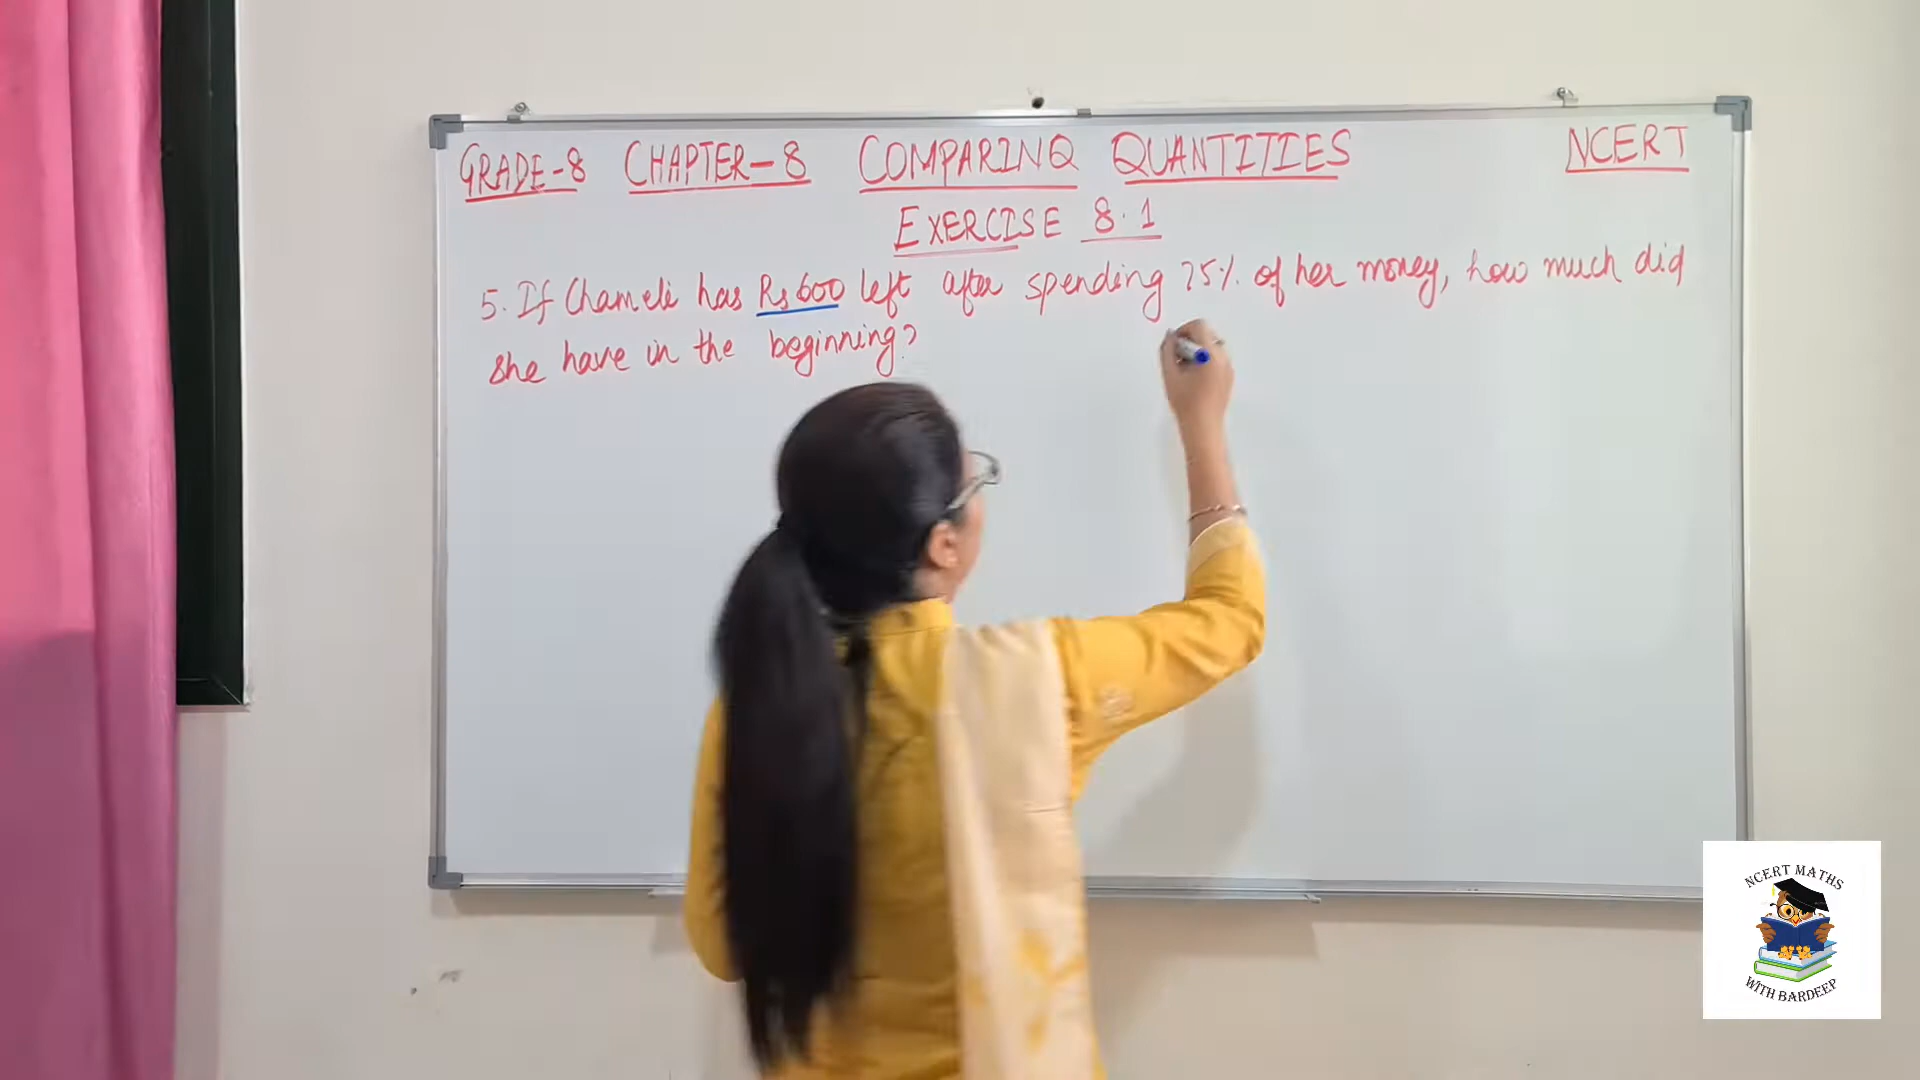 GRADE-8 CHAPTER-8 COMPARING QUANTITIES NCERT
EXERCISE 8.1
5. If Chameli has Rs 600 left after spending 75% of her money, how much did
she have in the beginning?
NCERT MATHS
WITH BARDEEP